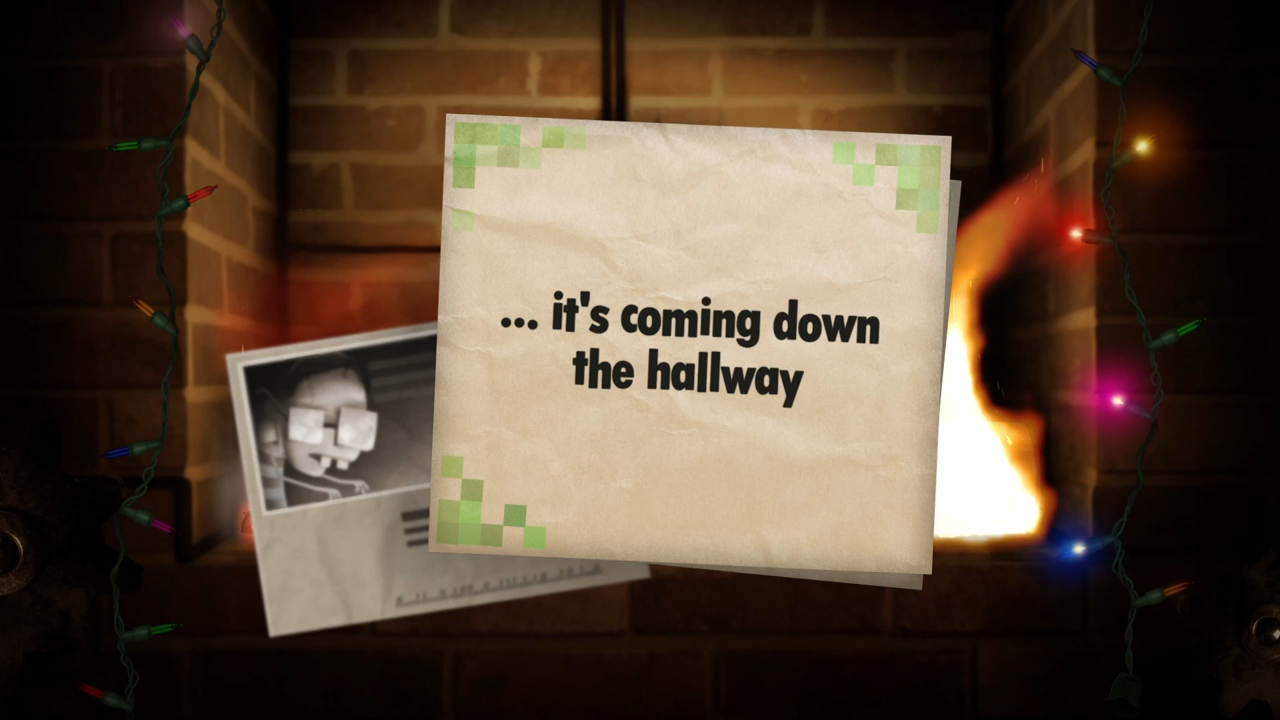 ... it's coming down
the hallway